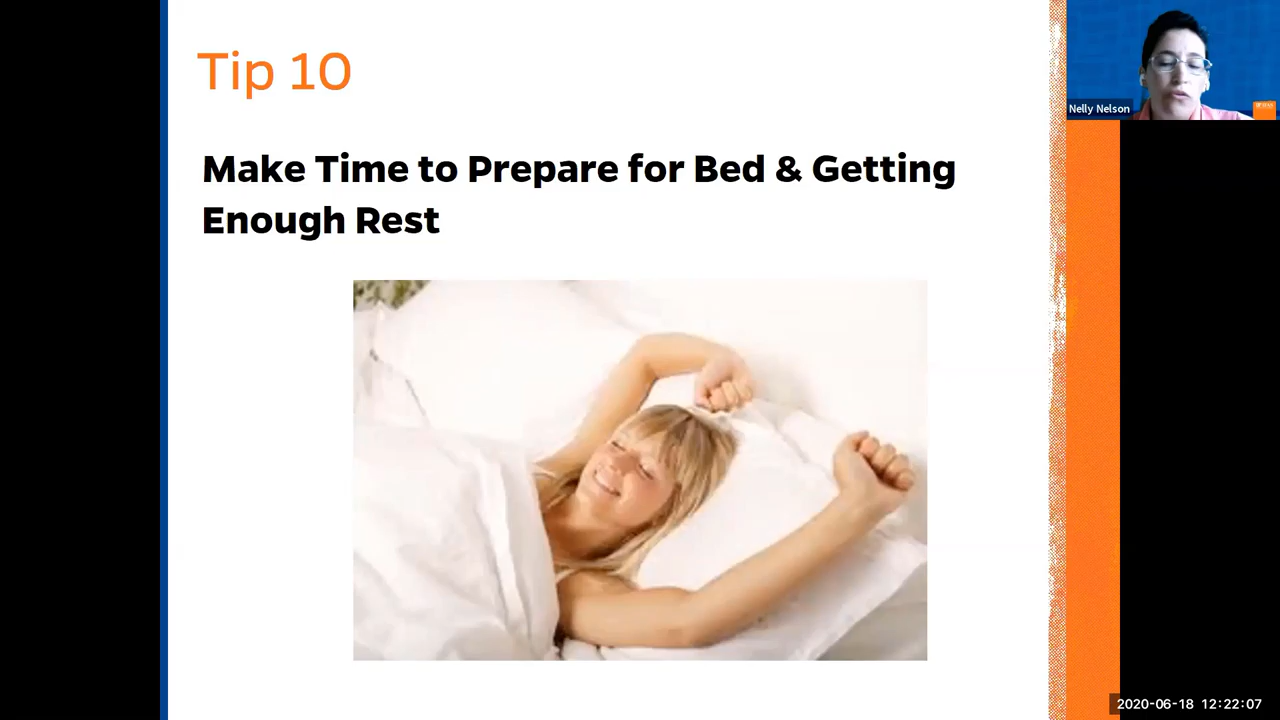 Tip 10
Make Time to Prepare for Bed & Getting
Enough Rest
Nelly Nelson
2020-06-18 12:22:07